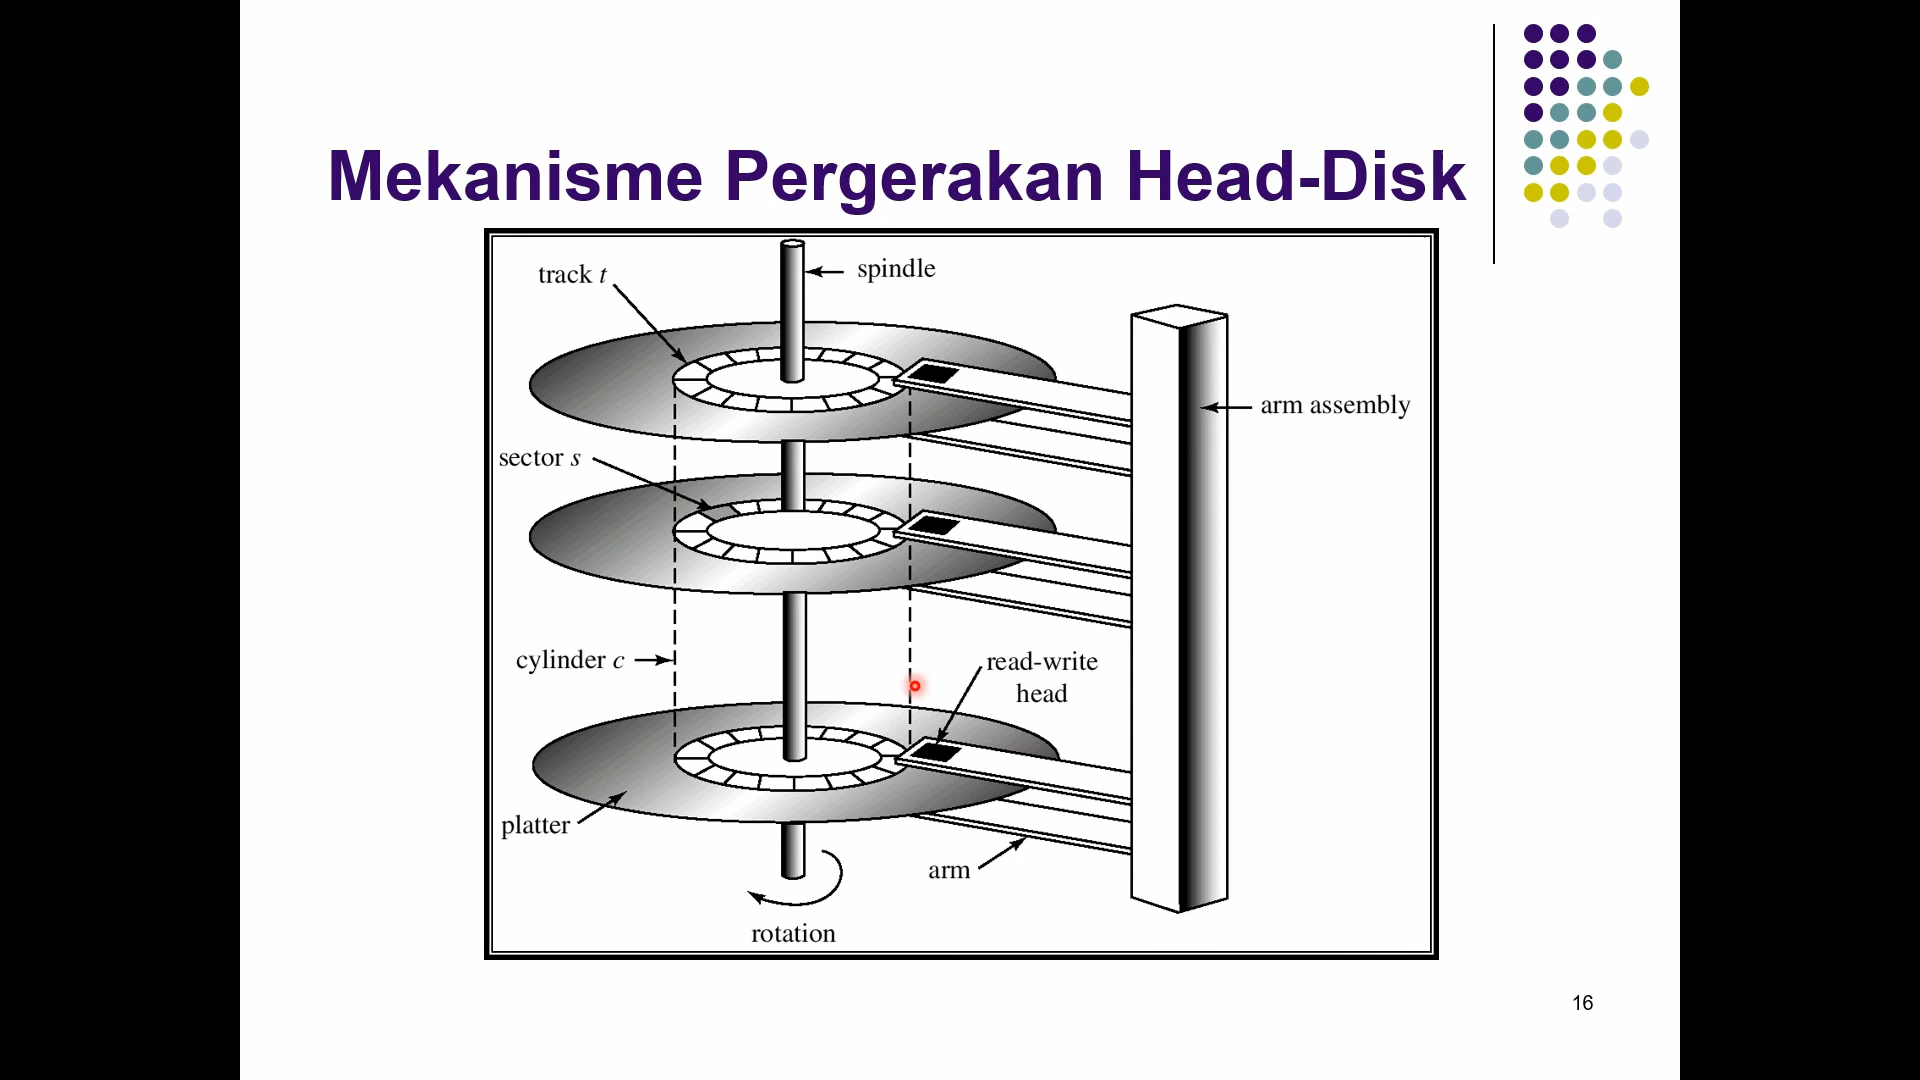 Mekanisme Pergerakan Head-Disk
track t
spindle
arm assembly
sector s
cylinder c
read-write
head
platter
arm
rotation
16